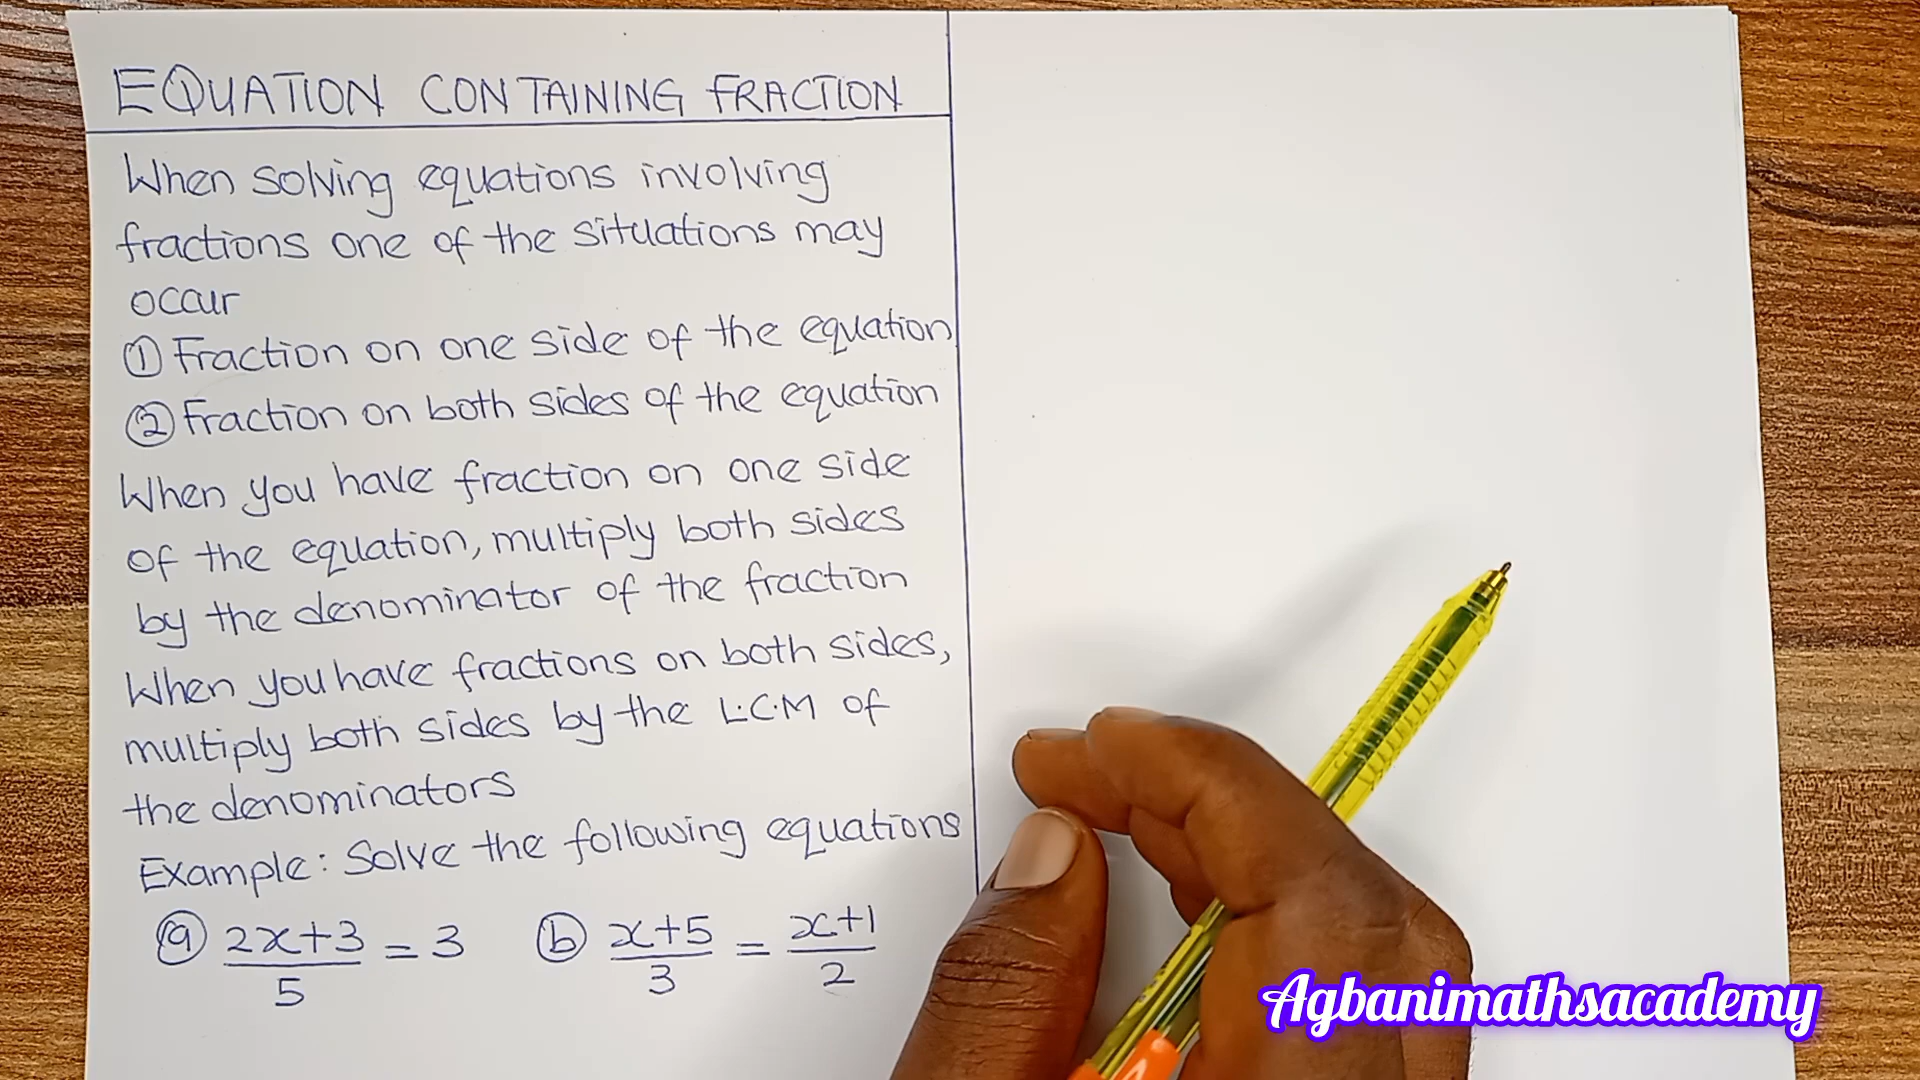 EQUATION CONTAINING FRACTION
When solving equations involving
fractions one of the situations may
occur
① Fraction on one side of the equation
② Fraction on both sides of the equation
When you have fraction on one side
of the equation, multiply both sides
by the denominator of the fraction
When you have fractions on both sides,
multiply both sides by the L.C.M of
the denominators
Example: Solve the following equations
ⓐ (2x+3)/5 = 3 ⓑ (x+5)/3 = (x+1)/2
Agbanimathsacademy